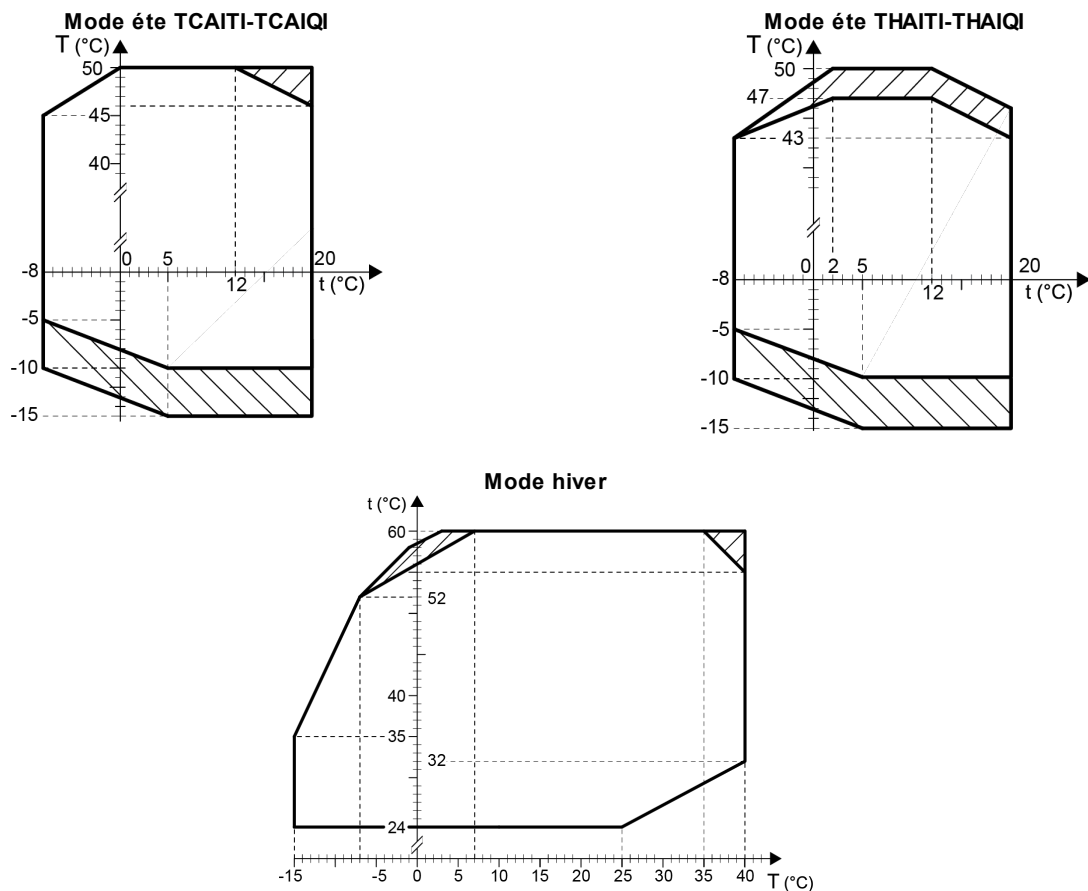 Mode éte TCAITI-TCAIQI
T (°C)
50
45
40
0 5 20
-8 12 t (°C)
-5
-10
-15
Mode éte THAITI-THAIQI
T (°C)
50
47
43
0 2 5 20
-8 12 t (°C)
-5
-10
-15
Mode hiver
t (°C)
60
52
40
35
32
24
-15 -5 0 5 10 15 20 25 30 35 40
T (°C)